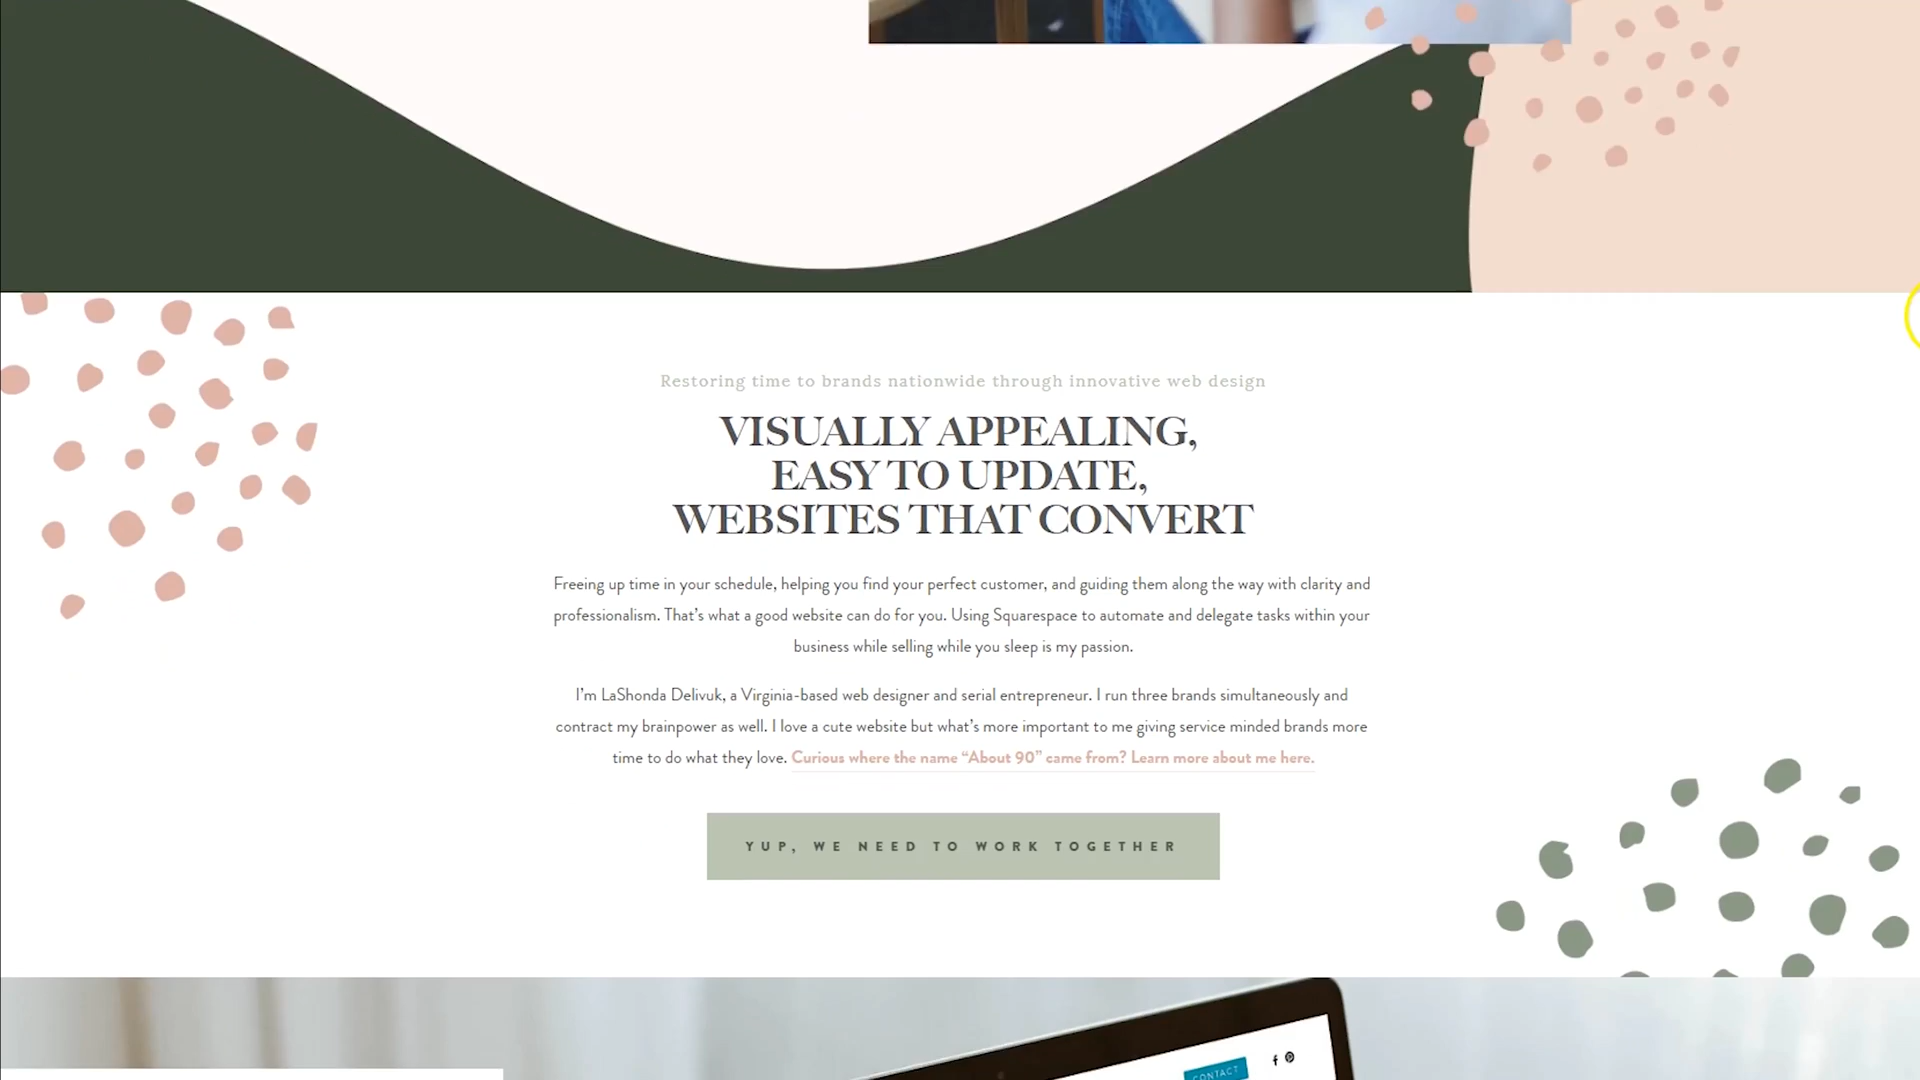 Restoring time to brands nationwide through innovative web design
VISUALLY APPEALING,
EASY TO UPDATE,
WEBSITES THAT CONVERT
Freeing up time in your schedule, helping you find your perfect customer, and guiding them along the way with clarity and
professionalism. That's what a good website can do for you. Using Squarespace to automate and delegate tasks within your
business while selling while you sleep is my passion.
I'm LaShonda Delivuk, a Virginia-based web designer and serial entrepreneur. I run three brands simultaneously and
contract my brainpower as well. I love a cute website but what's more important to me giving service minded brands more
time to do what they love. Curious where the name “About 90” came from? Learn more about me here.
YUP, WE NEED TO WORK TOGETHER
CONTACT